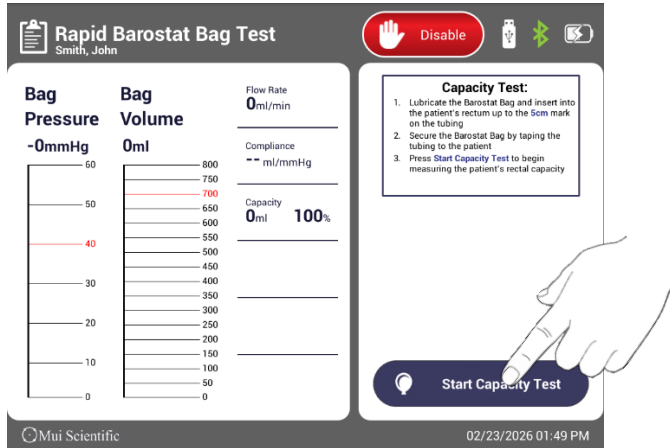 Rapid Barostat Bag Test
Smith, John
Disable
Bag
Pressure
-0mmHg
60
50
40
30
20
10
0
Bag
Volume
0ml
800
750
700
650
600
550
500
450
400
350
300
250
200
150
100
50
0
Flow Rate
0ml/min
Compliance
-- ml/mmHg
Capacity
0ml 100%
Capacity Test:
1. Lubricate the Barostat Bag and insert into
the patient's rectum up to the 5cm mark
on the tubing
2. Secure the Barostat Bag by taping the
tubing to the patient
3. Press Start Capacity Test to begin
measuring the patient's rectal capacity
Start Capacity Test
Mui Scientific
02/23/2026 01:49 PM